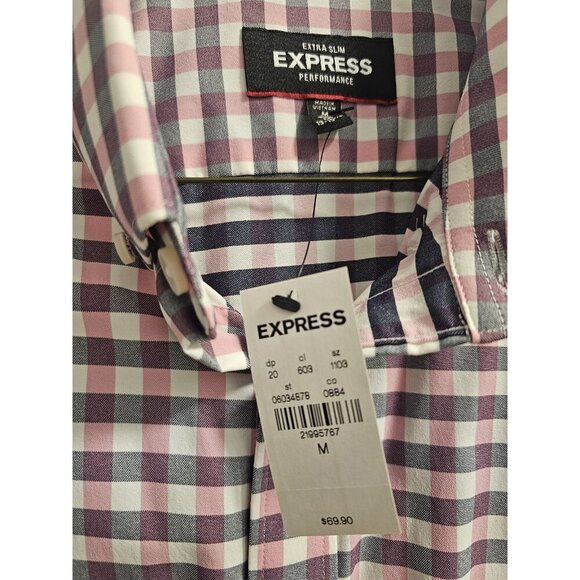 EXTRA SLIM
EXPRESS
PERFORMANCE
MADE IN
VIETNAM
M
EXPRESS
dp cl sz
20 603 1103
st co
06034578 0884
21995767
M
$69.90